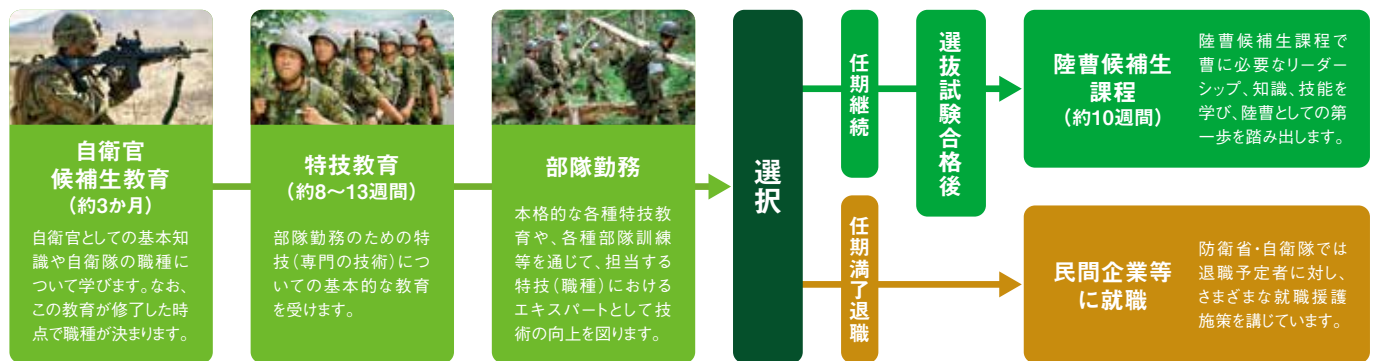 自衛官
候補生教育
(約3か月)
自衛官としての基本知
識や自衛隊の職種に
ついて学びます。なお、
この教育が修了した時
点で職種が決まります。
特技教育
(約8〜13週間)
部隊勤務のための特
技(専門の技術)につ
いての基本的な教育
を受けます。
部隊勤務
本格的な各種特技教
育や、各種部隊訓練
等を通じて、担当する
特技(職種)における
エキスパートとして技
術の向上を図ります。
選択
任期継続
選抜試験合格後
陸曹候補生
課程
(約10週間)
陸曹候補生課程で
曹に必要なリーダー
シップ、知識、技能を
学び、陸曹としての第
一歩を踏み出します。
任期満了退職
民間企業等
に就職
防衛省・自衛隊では
退職予定者に対し、
さまざまな就職援護
施策を講じています。